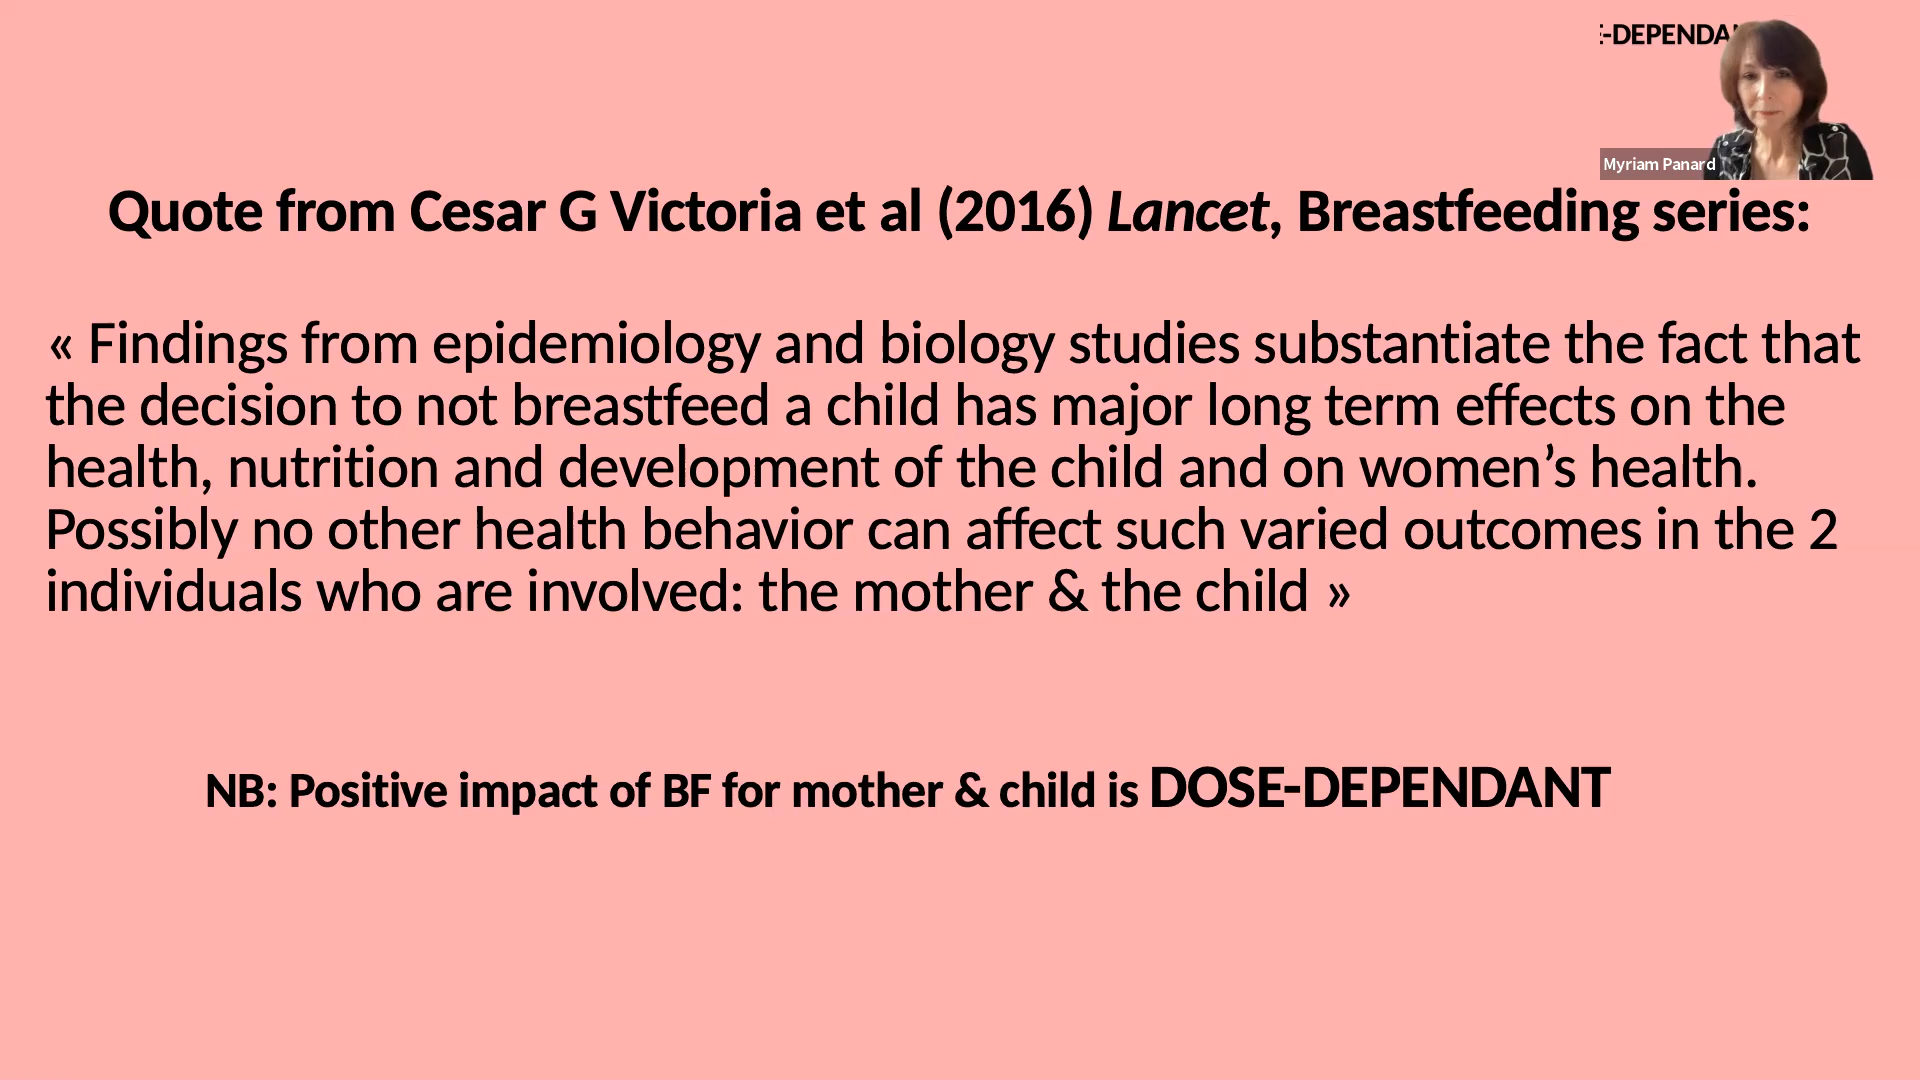 E-DEPENDA
Myriam Panard
Quote from Cesar G Victoria et al (2016) Lancet, Breastfeeding series:
« Findings from epidemiology and biology studies substantiate the fact that
the decision to not breastfeed a child has major long term effects on the
health, nutrition and development of the child and on women’s health.
Possibly no other health behavior can affect such varied outcomes in the 2
individuals who are involved: the mother & the child »
NB: Positive impact of BF for mother & child is DOSE-DEPENDANT